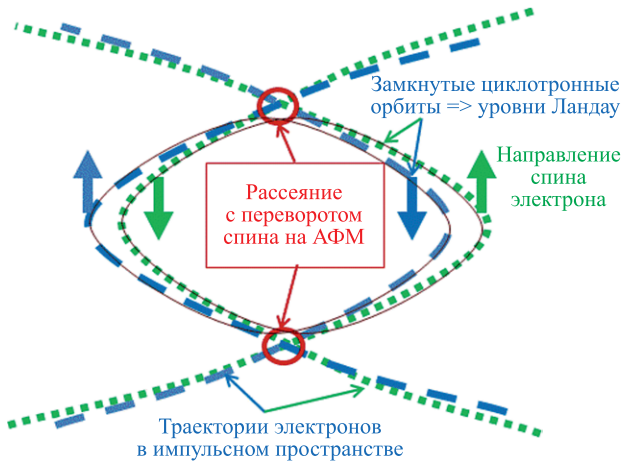 Замкнутые циклотронные
орбиты => уровни Ландау
Направление
спина
электрона
Рассеяние
с переворотом
спина на АФМ
Траектории электронов
в импульсном пространстве